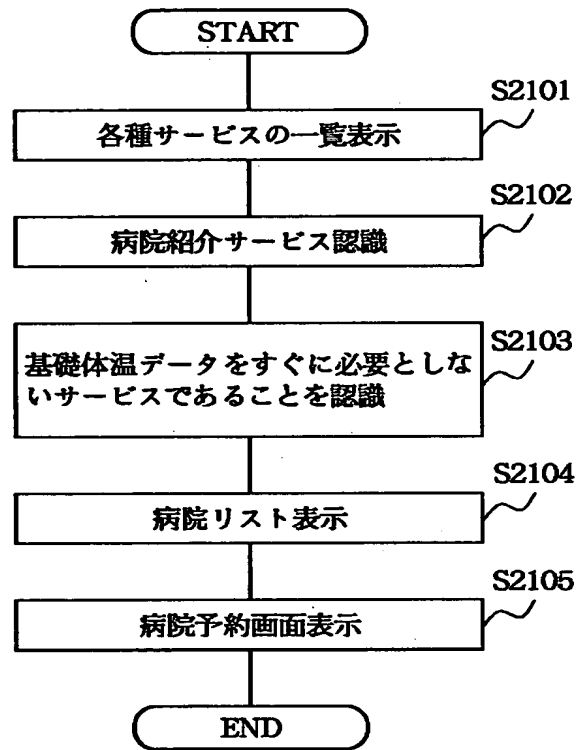 START
S2101
各種サービスの一覧表示
S2102
病院紹介サービス認識
S2103
基礎体温データをすぐに必要としな
いサービスであることを認識
S2104
病院リスト表示
S2105
病院予約画面表示
END